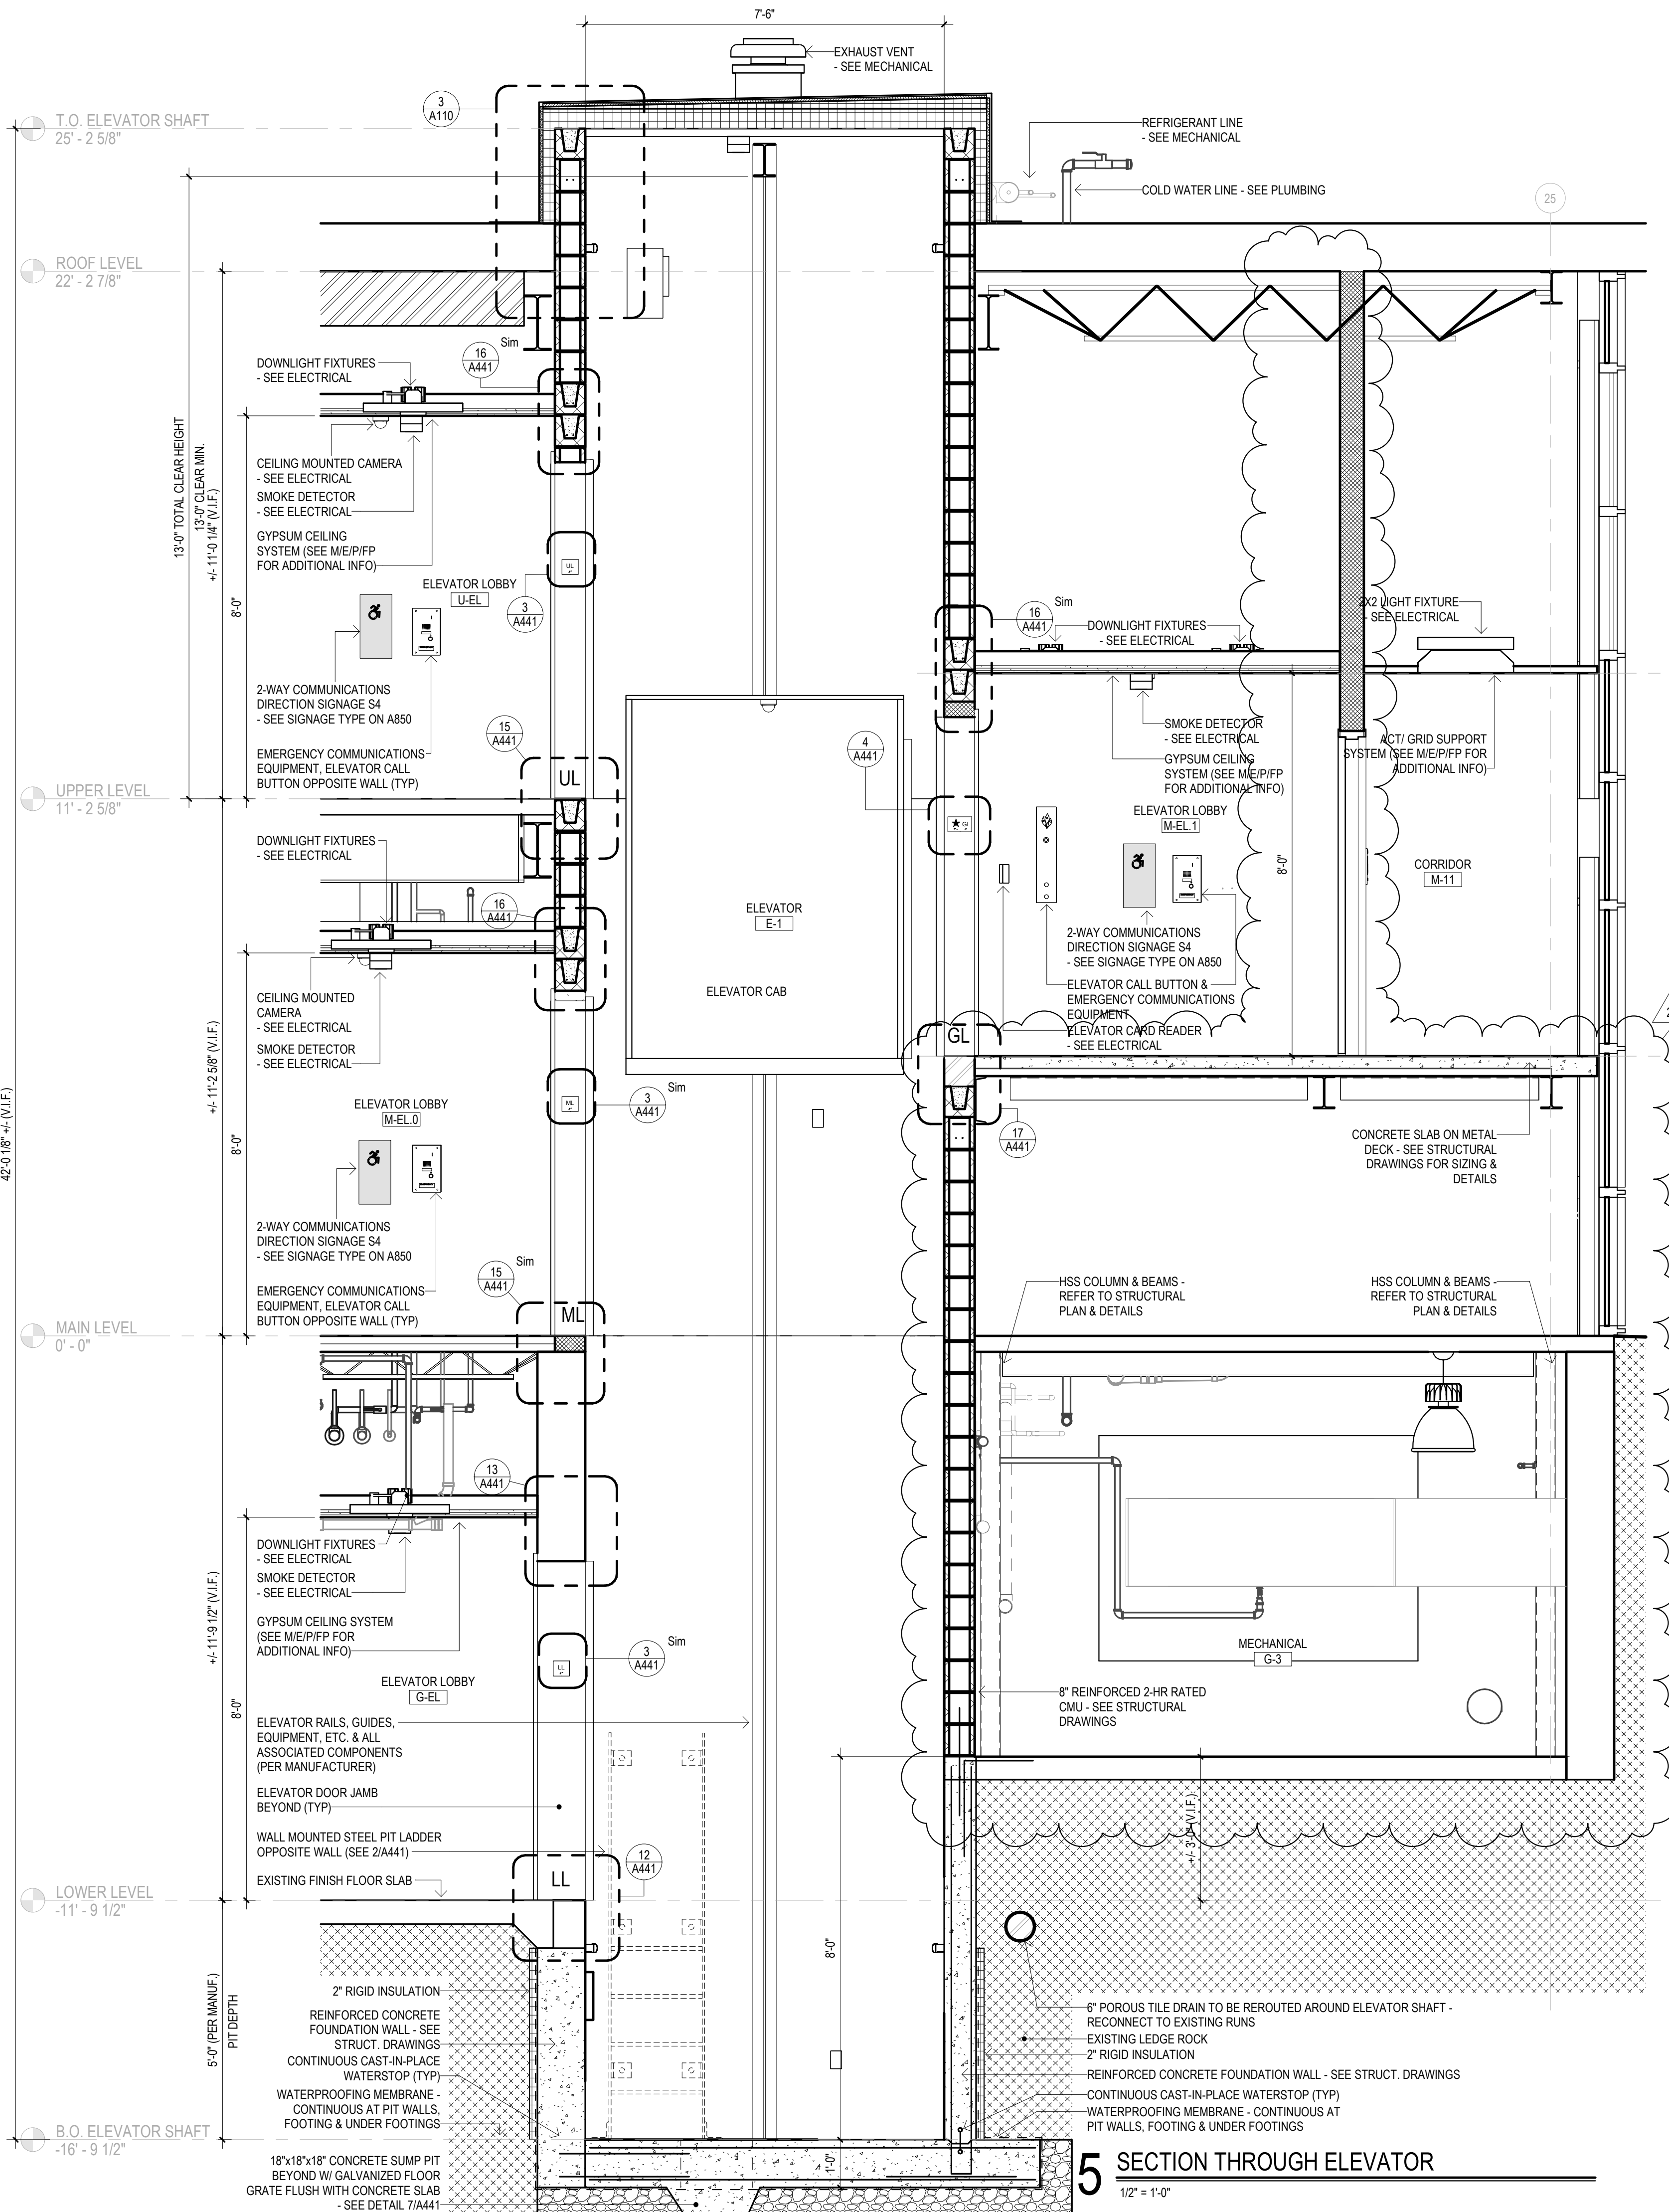 7'-6"
EXHAUST VENT
- SEE MECHANICAL
3
A110
T.O. ELEVATOR SHAFT
25' - 2 5/8"
REFRIGERANT LINE
- SEE MECHANICAL
COLD WATER LINE - SEE PLUMBING
25
ROOF LEVEL
22' - 2 7/8"
16
A441
Sim
DOWNLIGHT FIXTURES
- SEE ELECTRICAL
13'-0" TOTAL CLEAR HEIGHT
13'-0" CLEAR MIN.
+/- 11'-0 1/4" (V.I.F.)
8'-0"
CEILING MOUNTED CAMERA
- SEE ELECTRICAL
SMOKE DETECTOR
- SEE ELECTRICAL
GYPSUM CEILING
SYSTEM (SEE M/E/P/FP
FOR ADDITIONAL INFO)
ELEVATOR LOBBY
U-EL
UL
3
A441
16
A441
Sim
DOWNLIGHT FIXTURES
- SEE ELECTRICAL
2X2 LIGHT FIXTURE
- SEE ELECTRICAL
2-WAY COMMUNICATIONS
DIRECTION SIGNAGE S4
- SEE SIGNAGE TYPE ON A850
EMERGENCY COMMUNICATIONS
EQUIPMENT, ELEVATOR CALL
BUTTON OPPOSITE WALL (TYP)
15
A441
UL
4
A441
SMOKE DETECTOR
- SEE ELECTRICAL
GYPSUM CEILING
SYSTEM (SEE M/E/P/FP
FOR ADDITIONAL INFO)
ACT/ GRID SUPPORT
SYSTEM (SEE M/E/P/FP FOR
ADDITIONAL INFO)
UPPER LEVEL
11' - 2 5/8"
★ GL
ELEVATOR LOBBY
M-EL.1
8'-0"
CORRIDOR
M-11
DOWNLIGHT FIXTURES
- SEE ELECTRICAL
16
A441
ELEVATOR
E-1
ELEVATOR CAB
2-WAY COMMUNICATIONS
DIRECTION SIGNAGE S4
- SEE SIGNAGE TYPE ON A850
ELEVATOR CALL BUTTON &
EMERGENCY COMMUNICATIONS
EQUIPMENT
ELEVATOR CARD READER
- SEE ELECTRICAL
2
GL
CEILING MOUNTED
CAMERA
- SEE ELECTRICAL
SMOKE DETECTOR
- SEE ELECTRICAL
+/- 11'-2 5/8" (V.I.F.)
8'-0"
42'-0 1/8" +/- (V.I.F.)
ELEVATOR LOBBY
M-EL.0
ML
3
A441
Sim
17
A441
CONCRETE SLAB ON METAL
DECK - SEE STRUCTURAL
DRAWINGS FOR SIZING &
DETAILS
2-WAY COMMUNICATIONS
DIRECTION SIGNAGE S4
- SEE SIGNAGE TYPE ON A850
EMERGENCY COMMUNICATIONS
EQUIPMENT, ELEVATOR CALL
BUTTON OPPOSITE WALL (TYP)
15
A441
Sim
ML
HSS COLUMN & BEAMS -
REFER TO STRUCTURAL
PLAN & DETAILS
HSS COLUMN & BEAMS -
REFER TO STRUCTURAL
PLAN & DETAILS
MAIN LEVEL
0' - 0"
13
A441
DOWNLIGHT FIXTURES
- SEE ELECTRICAL
SMOKE DETECTOR
- SEE ELECTRICAL
GYPSUM CEILING SYSTEM
(SEE M/E/P/FP FOR
ADDITIONAL INFO)
+/- 11'-9 1/2" (V.I.F.)
8'-0"
ELEVATOR LOBBY
G-EL
LL
3
A441
Sim
MECHANICAL
G-3
8" REINFORCED 2-HR RATED
CMU - SEE STRUCTURAL
DRAWINGS
ELEVATOR RAILS, GUIDES,
EQUIPMENT, ETC. & ALL
ASSOCIATED COMPONENTS
(PER MANUFACTURER)
ELEVATOR DOOR JAMB
BEYOND (TYP)
WALL MOUNTED STEEL PIT LADDER
OPPOSITE WALL (SEE 2/A441)
EXISTING FINISH FLOOR SLAB
LL
12
A441
+/- 3'-0" (V.I.F.)
LOWER LEVEL
-11' - 9 1/2"
8'-0"
5'-0" (PER MANUF.)
PIT DEPTH
2" RIGID INSULATION
REINFORCED CONCRETE
FOUNDATION WALL - SEE
STRUCT. DRAWINGS
CONTINUOUS CAST-IN-PLACE
WATERSTOP (TYP)
WATERPROOFING MEMBRANE -
CONTINUOUS AT PIT WALLS,
FOOTING & UNDER FOOTINGS
6" POROUS TILE DRAIN TO BE REROUTED AROUND ELEVATOR SHAFT -
RECONNECT TO EXISTING RUNS
EXISTING LEDGE ROCK
2" RIGID INSULATION
REINFORCED CONCRETE FOUNDATION WALL - SEE STRUCT. DRAWINGS
CONTINUOUS CAST-IN-PLACE WATERSTOP (TYP)
WATERPROOFING MEMBRANE - CONTINUOUS AT
PIT WALLS, FOOTING & UNDER FOOTINGS
B.O. ELEVATOR SHAFT
-16' - 9 1/2"
18"x18"x18" CONCRETE SUMP PIT
BEYOND W/ GALVANIZED FLOOR
GRATE FLUSH WITH CONCRETE SLAB
- SEE DETAIL 7/A441
1'-0"
5 SECTION THROUGH ELEVATOR
1/2" = 1'-0"